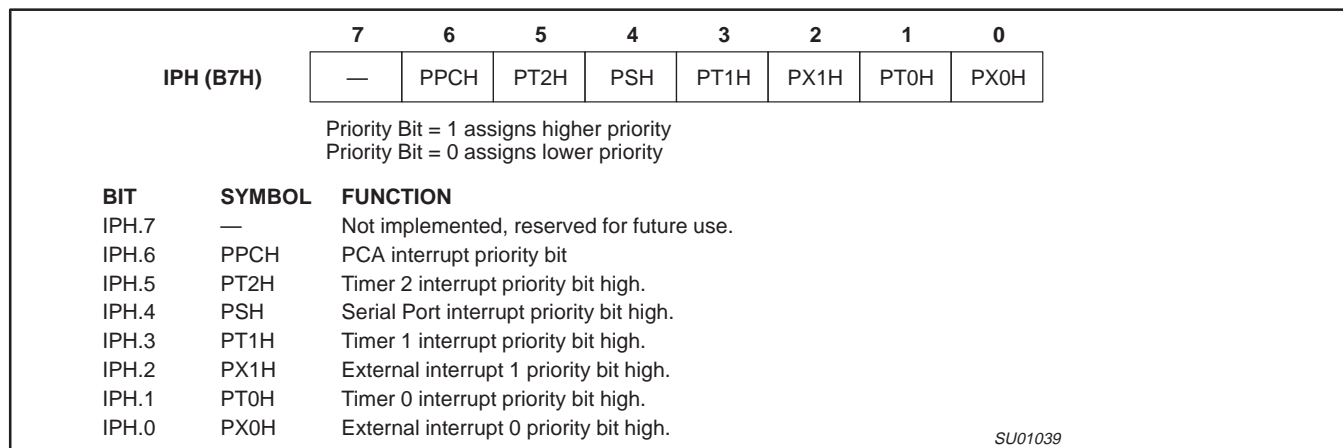 7 6 5 4 3 2 1 0
IPH (B7H) — PPCH PT2H PSH PT1H PX1H PT0H PX0H
Priority Bit = 1 assigns higher priority
Priority Bit = 0 assigns lower priority
BIT SYMBOL FUNCTION
IPH.7 — Not implemented, reserved for future use.
IPH.6 PPCH PCA interrupt priority bit
IPH.5 PT2H Timer 2 interrupt priority bit high.
IPH.4 PSH Serial Port interrupt priority bit high.
IPH.3 PT1H Timer 1 interrupt priority bit high.
IPH.2 PX1H External interrupt 1 priority bit high.
IPH.1 PT0H Timer 0 interrupt priority bit high.
IPH.0 PX0H External interrupt 0 priority bit high.
SU01039